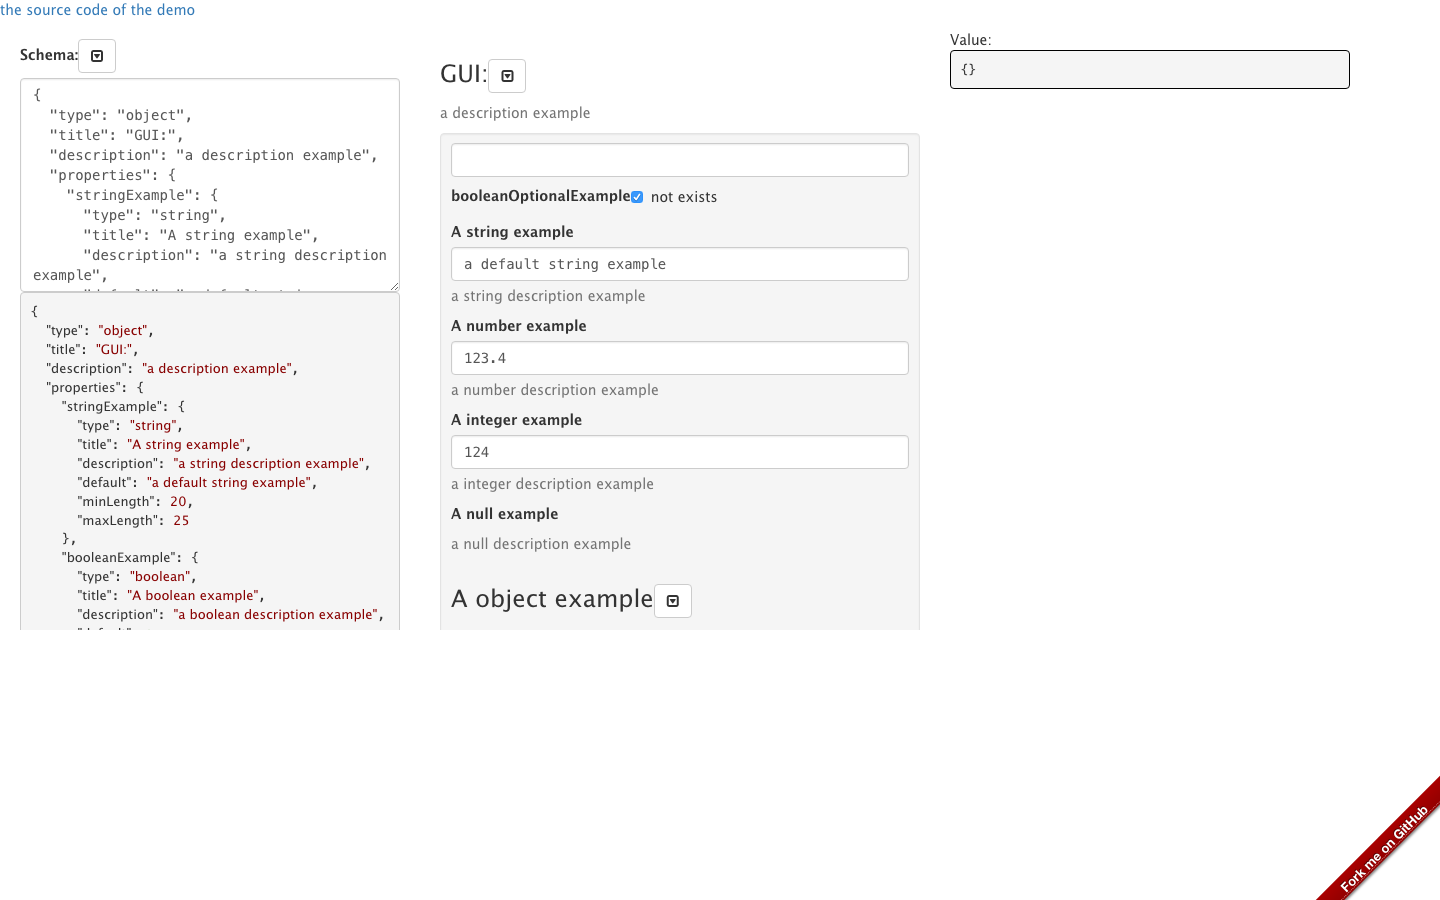 the source code of the demo
Schema:
{
"type": "object",
"title": "GUI:",
"description": "a description example",
"properties": {
"stringExample": {
"type": "string",
"title": "A string example",
"description": "a string description
example",
{
"type": "object",
"title": "GUI:",
"description": "a description example",
"properties": {
"stringExample": {
"type": "string",
"title": "A string example",
"description": "a string description example",
"default": "a default string example",
"minLength": 20,
"maxLength": 25
},
"booleanExample": {
"type": "boolean",
"title": "A boolean example",
"description": "a boolean description example",
GUI:
a description example
booleanOptionalExample not exists
A string example
a default string example
a string description example
A number example
123.4
a number description example
A integer example
124
a integer description example
A null example
a null description example
A object example
Value:
{}
Fork me on GitHub